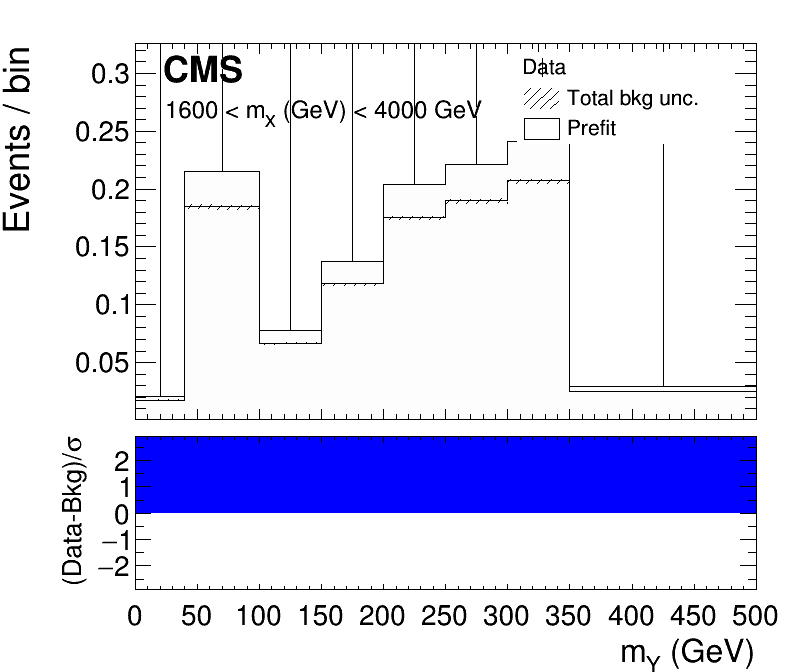 CMS
1600 < mX (GeV) < 4000 GeV
Data
Total bkg unc.
Prefit
Events / bin
0.3
0.25
0.2
0.15
0.1
0.05
(Data-Bkg)/σ
2
1
0
−1
−2
0 50 100 150 200 250 300 350 400 450 500
mY (GeV)